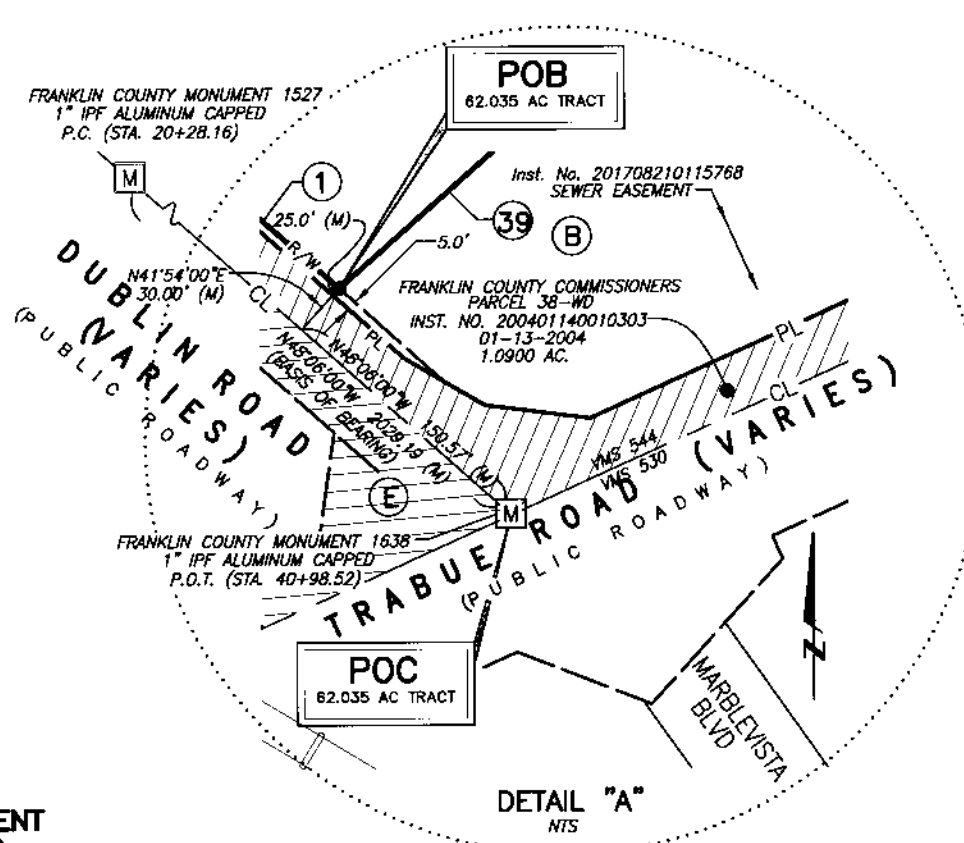 POB
62.035 AC TRACT
FRANKLIN COUNTY MONUMENT 1527
1" IPF ALUMINUM CAPPED
P.C. (STA. 20+28.16)
M
1
25.0' (M)
R/W
39
B
5.0'
Inst. No. 201708210115768
SEWER EASEMENT
N41°54'00"E
30.00' (M)
CL
PL
FRANKLIN COUNTY COMMISSIONERS
PARCEL 38-WD
INST. NO. 200401140010303
01-13-2004
1.0900 AC.
PL
CL
DUBLIN ROAD
(VARIES)
(PUBLIC ROADWAY)
N48°06'00"W 150.57' (M)
N48°06'00"W 2029.19 (M)
(BASIS OF BEARING)
E
M
VMS 544
VMS 530
TRABUE ROAD (VARIES)
(PUBLIC ROADWAY)
FRANKLIN COUNTY MONUMENT 1638
1" IPF ALUMINUM CAPPED
P.O.T. (STA. 40+98.52)
POC
62.035 AC TRACT
MARBLEVISTA
BLVD
Z
DETAIL "A"
NTS
ENT